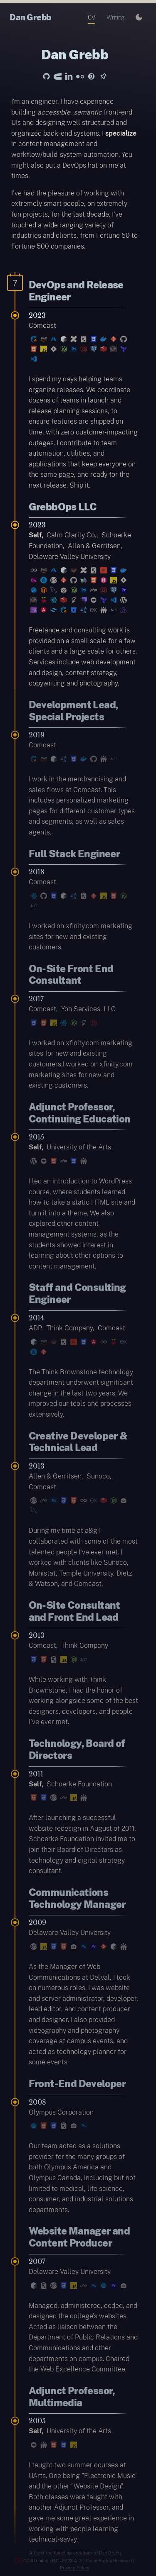 Dan Grebb
CV
Writing
Dan Grebb
I'm an engineer. I have experience
building accessible, semantic front-end
UIs and designing well structured and
organized back-end systems. I specialize
in content management and
workflow/build-system automation. You
might also put a DevOps hat on me at
times.
I've had the pleasure of working with
extremely smart people, on extremely
fun projects, for the last decade. I've
touched a wide range of varying
industries and clients, from Fortune 50 to
Fortune 5000 companies.
7
DevOps and Release
Engineer
2023
Comcast
I spend my days helping teams
organize releases. We coordinate
dozens of teams in launch and
release planning sessions, to
ensure features are shipped on
time, with zero customer-impacting
outages. I contribute to team
automation, utilities, and
applications that keep everyone on
the same page, and ready for the
next release. Ship it.
GrebbOps LLC
2023
Self, Calm Clarity Co., Schoerke
Foundation, Allen & Gerritsen,
Delaware Valley University
Freelance and consulting work is
provided on a small scale for a few
clients and a large scale for others.
Services include web development
and design, content strategy,
copywriting, and photography.
Development Lead,
Special Projects
2019
Comcast
I work in the merchandising and
sales flows at Comcast. This
includes personalized marketing
pages for different customer types
and segments, as well as sales
agents.
Full Stack Engineer
2018
Comcast
I worked on xfinity.com marketing
sites for new and existing
customers.
On-Site Front End
Consultant
2017
Comcast, Yoh Services, LLC
I worked on xfinity.com marketing
sites for new and existing
customers.I worked on xfinity.com
marketing sites for new and
existing customers.
Adjunct Professor,
Continuing Education
2015
Self, University of the Arts
I led an introduction to WordPress
course, where students learned
how to take a static HTML site and
turn it into a theme. We also
explored other content
management systems, as the
students showed interest in
learning about other options to
content management.
Staff and Consulting
Engineer
2014
ADP, Think Company, Comcast
The Think Brownstone technology
department underwent significant
change in the last two years. We
improved our tools and processes
extensively.
Creative Developer &
Technical Lead
2013
Allen & Gerritsen, Sunoco,
Comcast
During my time at a&g I
collaborated with some of the most
talented people I've ever met. I
worked with clients like Sunoco,
Monistat, Temple University, Dietz
& Watson, and Comcast.
On-Site Consultant
and Front End Lead
2013
Comcast, Think Company
While working with Think
Brownstone, I had the honor of
working alongside some of the best
designers, developers, and people
I've ever met.
Technology, Board of
Directors
2011
Self, Schoerke Foundation
After launching a successful
website redesign in August of 2011,
Schoerke Foundation invited me to
join their Board of Directors as
technology and digital strategy
consultant.
Communications
Technology Manager
2009
Delaware Valley University
As the Manager of Web
Communications at DelVal, I took
on numerous roles. I was website
and server administrator, developer,
lead editor, and content producer
and designer. I also provided
videography and photography
coverage at campus events, and
acted as technology planner for
some events.
Front-End Developer
2008
Olympus Corporation
Our team acted as a solutions
provider for the many groups of
both Olympus America and
Olympus Canada, including but not
limited to medical, life science,
consumer, and industrial solutions
departments.
Website Manager and
Content Producer
2007
Delaware Valley University
Managed, administered, coded, and
designed the college's websites.
Acted as liaison between the
Department of Public Relations and
Communications and other
departments on campus. Chaired
the Web Excellence Committee.
Adjunct Professor,
Multimedia
2005
Self, University of the Arts
I taught two summer courses at
UArts. One being "Electronic Music"
and the other "Website Design".
Both classes were taught with
another Adjunct Professor, and
gave me some great experience in
working with people learning
technical-savvy.